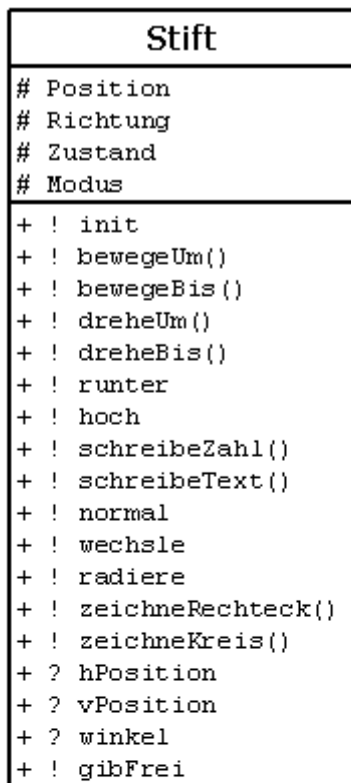 Stift
# Position
# Richtung
# Zustand
# Modus
+ ! init
+ ! bewegeUm()
+ ! bewegeBis()
+ ! dreheUm()
+ ! dreheBis()
+ ! runter
+ ! hoch
+ ! schreibeZahl()
+ ! schreibeText()
+ ! normal
+ ! wechsle
+ ! radiere
+ ! zeichneRechteck()
+ ! zeichneKreis()
+ ? hPosition
+ ? vPosition
+ ? winkel
+ ! gibFrei